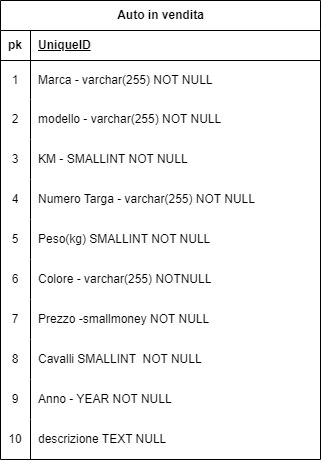 Auto in vendita
pk UniqueID
1 Marca - varchar(255) NOT NULL
2 modello - varchar(255) NOT NULL
3 KM - SMALLINT NOT NULL
4 Numero Targa - varchar(255) NOT NULL
5 Peso(kg) SMALLINT NOT NULL
6 Colore - varchar(255) NOTNULL
7 Prezzo -smallmoney NOT NULL
8 Cavalli SMALLINT  NOT NULL
9 Anno - YEAR NOT NULL
10 descrizione TEXT NULL